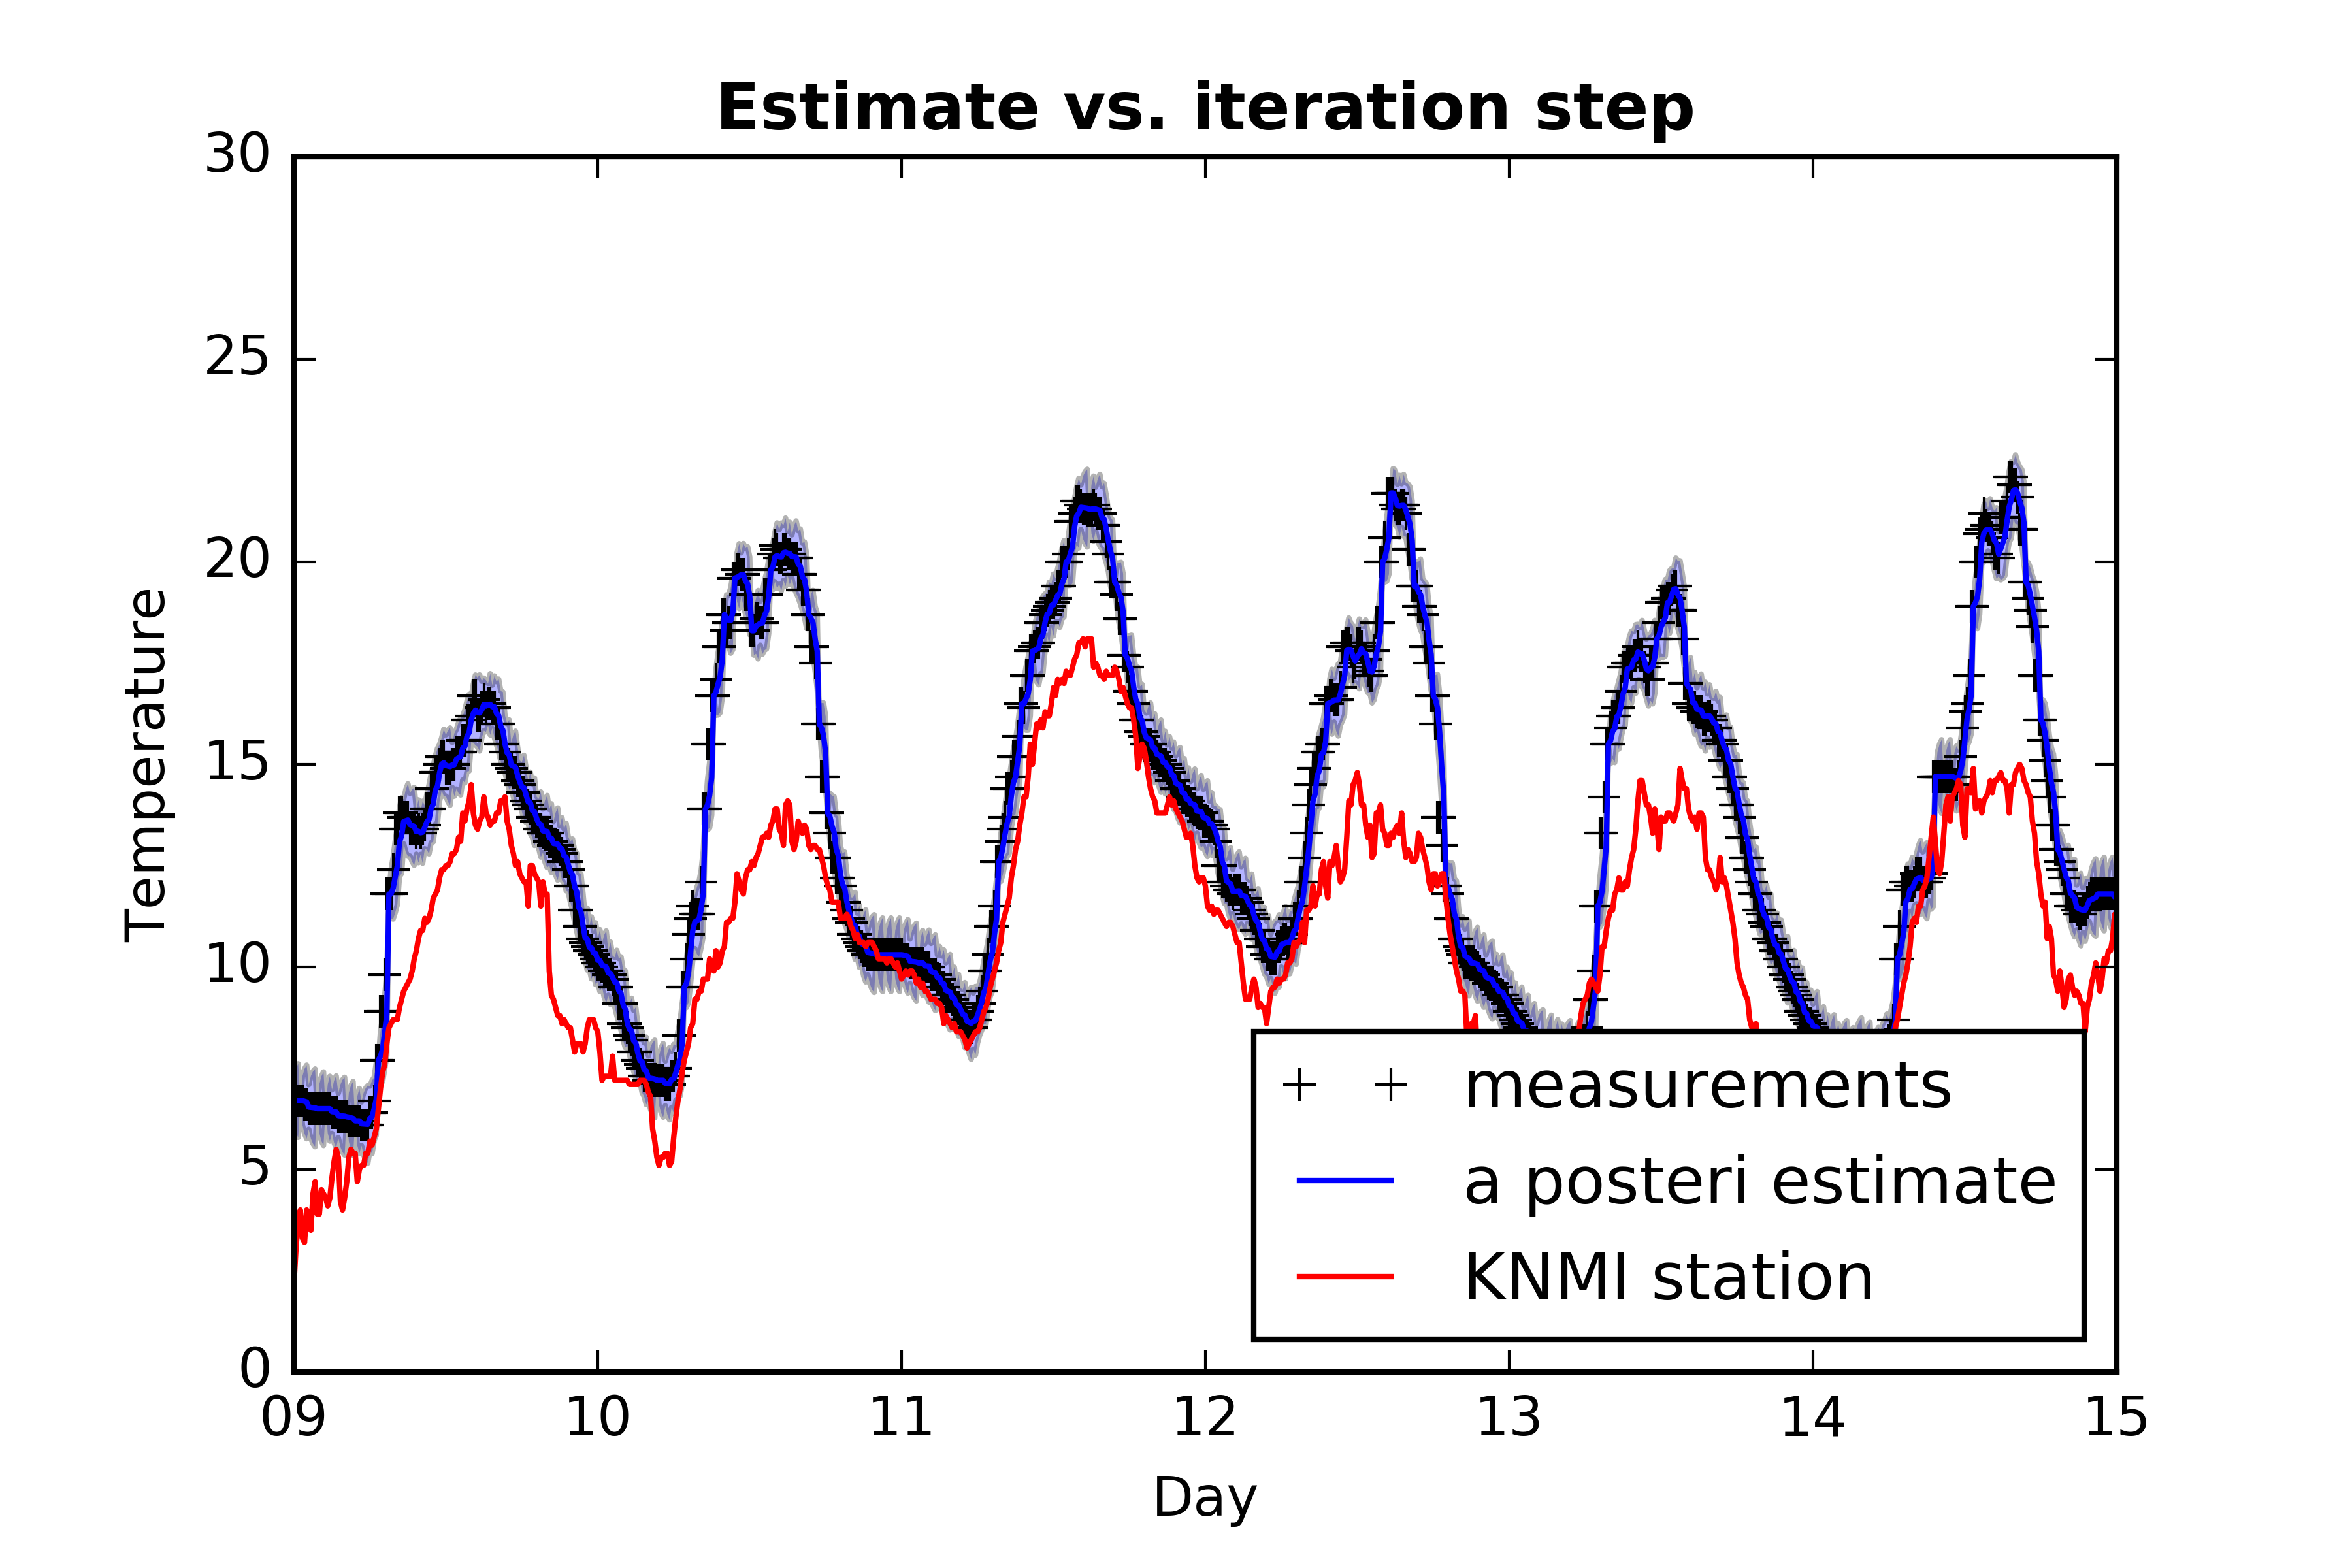 Estimate vs. iteration step
30
25
20
15
10
5
0
Temperature
measurements
a posteri estimate
KNMI station
09 10 11 12 13 14 15
Day